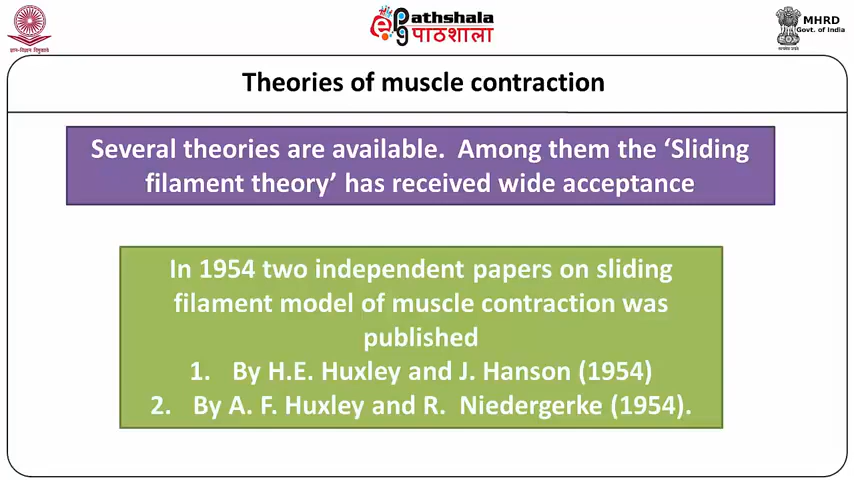 ePathshala
पाठशाला
MHRD
Govt. of India
Theories of muscle contraction
Several theories are available. Among them the ‘Sliding
filament theory’ has received wide acceptance
In 1954 two independent papers on sliding
filament model of muscle contraction was
published
1. By H.E. Huxley and J. Hanson (1954)
2. By A. F. Huxley and R. Niedergerke (1954).